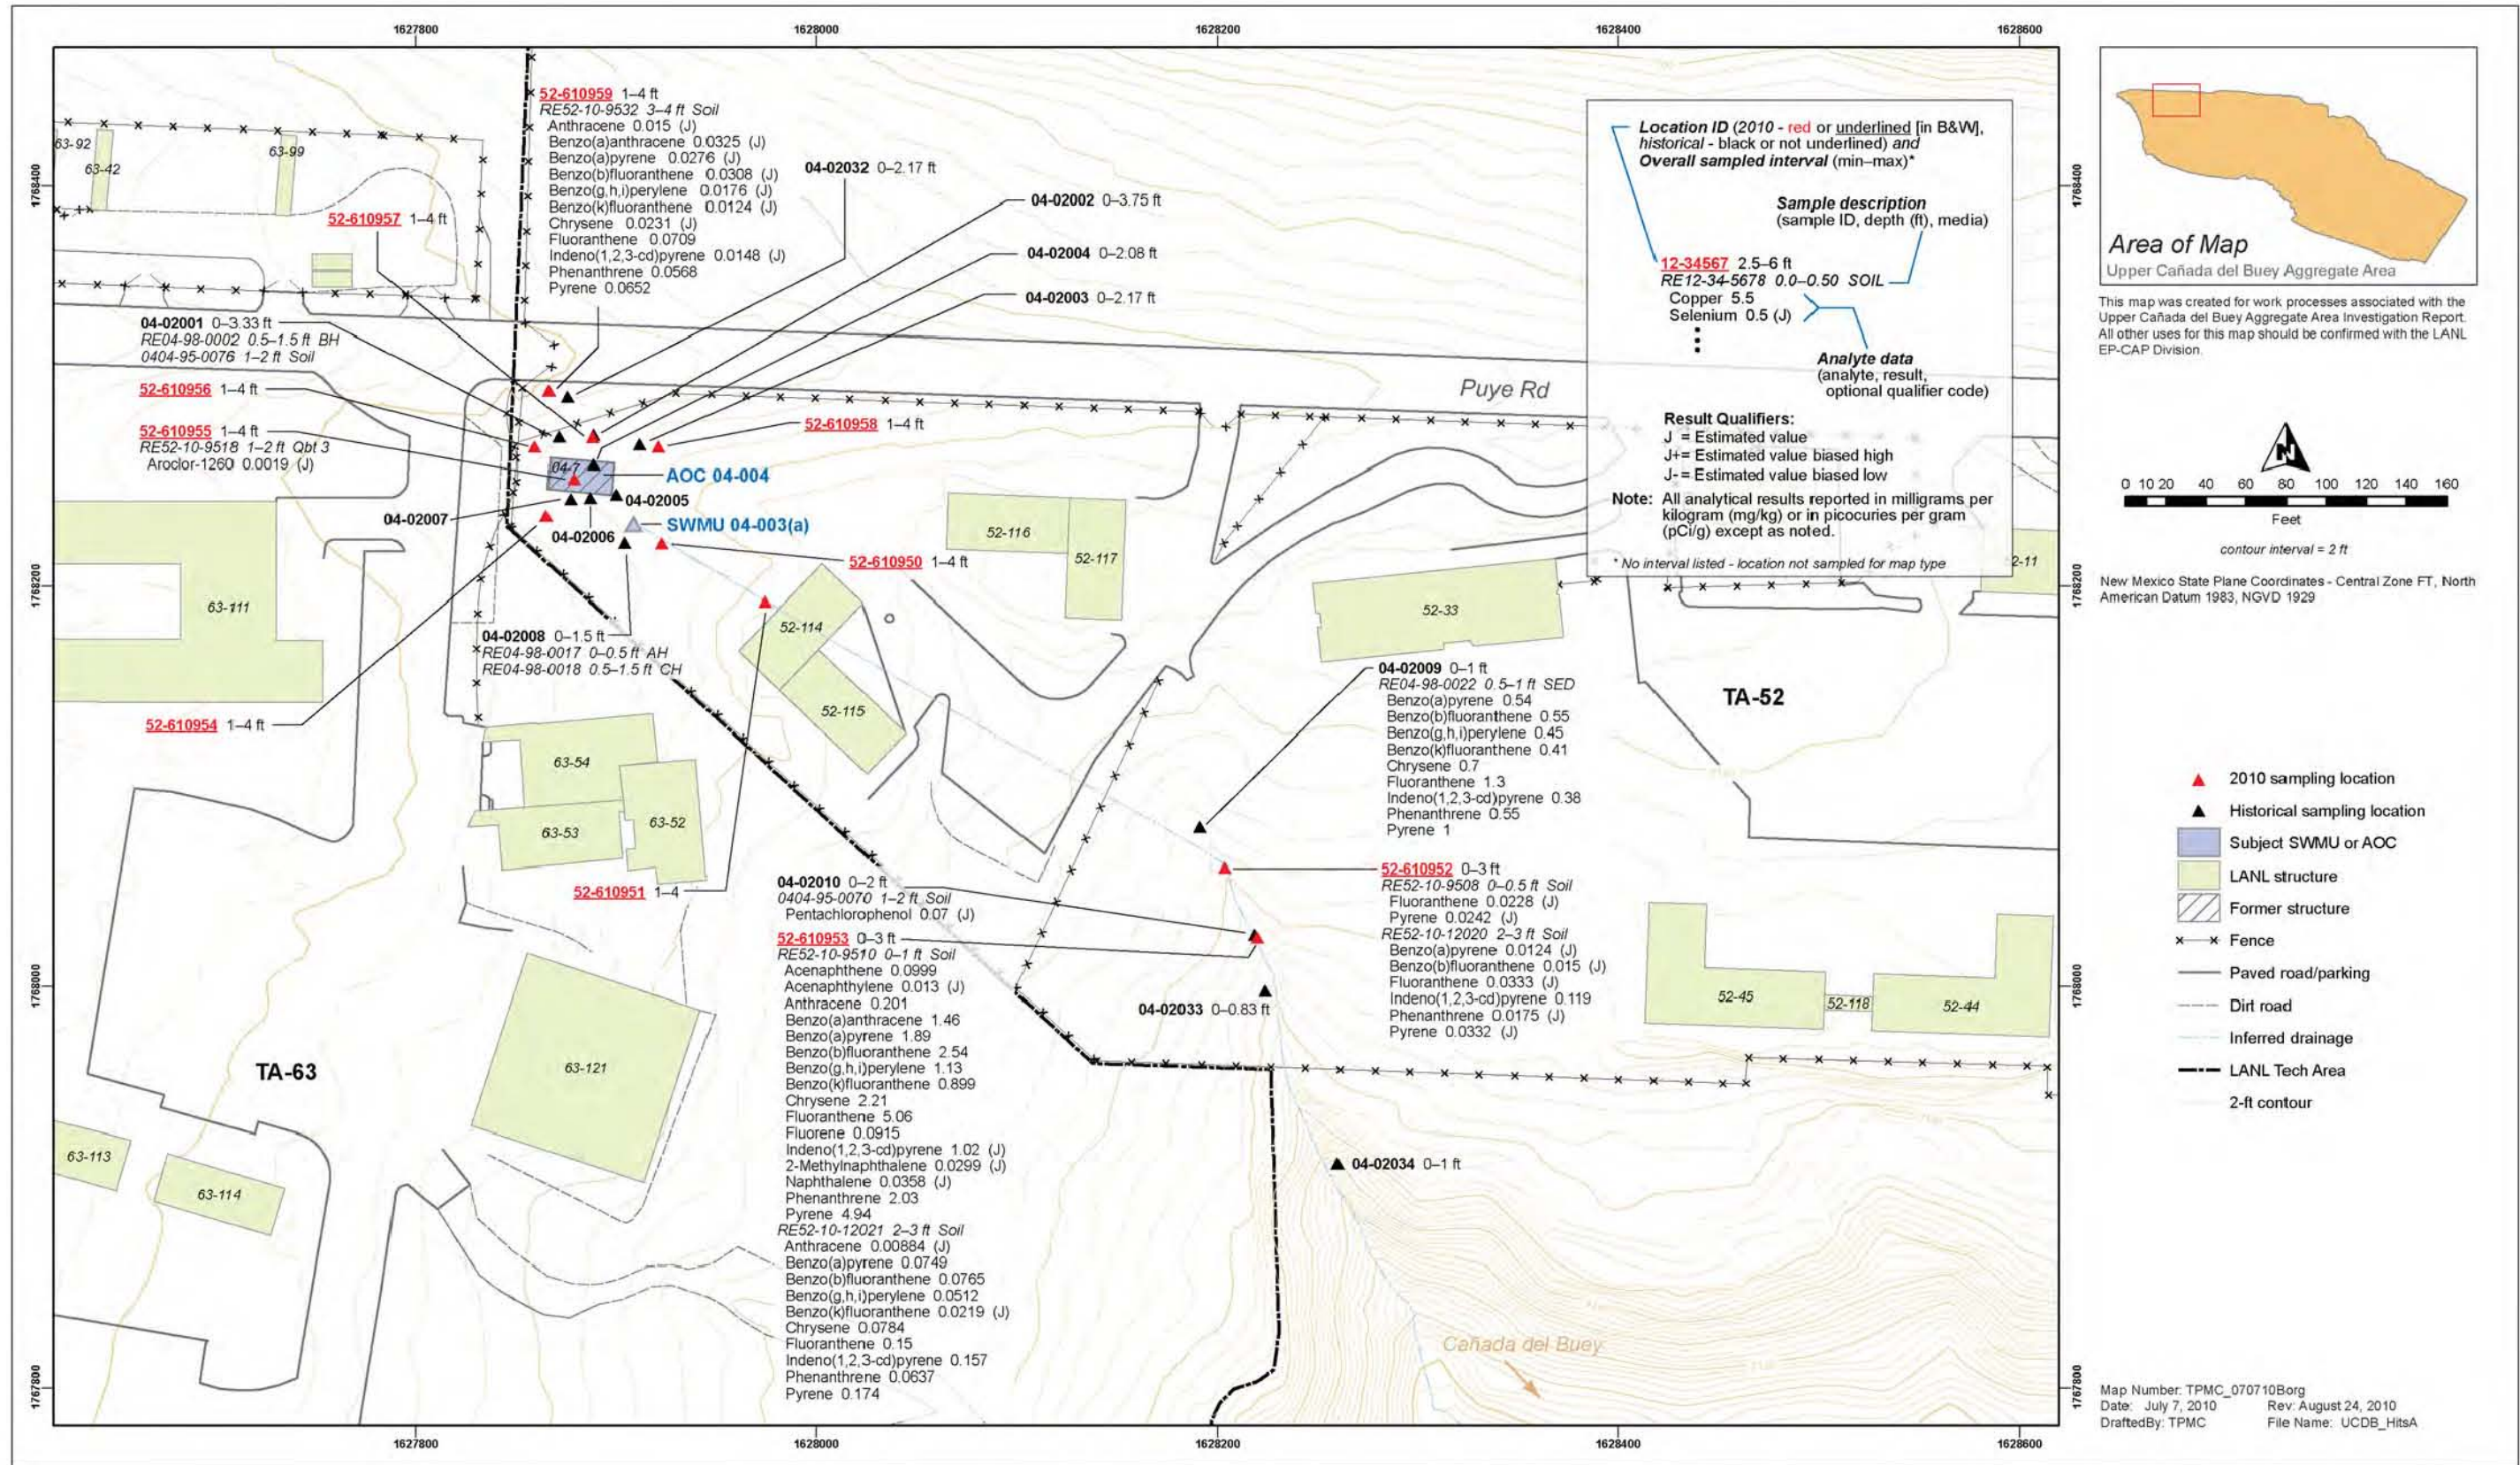 1627800
1628000
1628200
1628400
1628600
1768400
1768200
1768000
1767800
63-92
63-42
63-99
52-610959 1–4 ft
RE52-10-9532 3–4 ft Soil
Anthracene 0.015 (J)
Benzo(a)anthracene 0.0325 (J)
Benzo(a)pyrene 0.0276 (J)
Benzo(b)fluoranthene 0.0308 (J)
Benzo(g,h,i)perylene 0.0176 (J)
Benzo(k)fluoranthene 0.0124 (J)
Chrysene 0.0231 (J)
Fluoranthene 0.0709
Indeno(1,2,3-cd)pyrene 0.0148 (J)
Phenanthrene 0.0568
Pyrene 0.0652
04-02032 0–2.17 ft
04-02002 0–3.75 ft
04-02004 0–2.08 ft
04-02003 0–2.17 ft
52-610957 1–4 ft
04-02001 0–3.33 ft
RE04-98-0002 0.5–1.5 ft BH
0404-95-0076 1–2 ft Soil
52-610956 1–4 ft
52-610955 1–4 ft
RE52-10-9518 1–2 ft Qbt 3
Aroclor-1260 0.0019 (J)
52-610958 1–4 ft
Puye Rd
04-7
AOC 04-004
04-02005
04-02007
04-02006
SWMU 04-003(a)
52-610950 1–4 ft
52-116
52-117
63-111
52-33
52-11
52-114
52-115
04-02008 0–1.5 ft
RE04-98-0017 0–0.5 ft AH
RE04-98-0018 0.5–1.5 ft CH
52-610954 1–4 ft
63-54
63-53
63-52
52-610951 1–4
04-02009 0–1 ft
RE04-98-0022 0.5–1 ft SED
Benzo(a)pyrene 0.54
Benzo(b)fluoranthene 0.55
Benzo(g,h,i)perylene 0.45
Benzo(k)fluoranthene 0.41
Chrysene 0.7
Fluoranthene 1.3
Indeno(1,2,3-cd)pyrene 0.38
Phenanthrene 0.55
Pyrene 1
TA-52
52-610952 0–3 ft
RE52-10-9508 0–0.5 ft Soil
Fluoranthene 0.0228 (J)
Pyrene 0.0242 (J)
RE52-10-12020 2–3 ft Soil
Benzo(a)pyrene 0.0124 (J)
Benzo(b)fluoranthene 0.015 (J)
Fluoranthene 0.0333 (J)
Indeno(1,2,3-cd)pyrene 0.119
Phenanthrene 0.0175 (J)
Pyrene 0.0332 (J)
04-02010 0–2 ft
0404-95-0070 1–2 ft Soil
Pentachlorophenol 0.07 (J)
52-610953 0–3 ft
RE52-10-9510 0–1 ft Soil
Acenaphthene 0.0999
Acenaphthylene 0.013 (J)
Anthracene 0.201
Benzo(a)anthracene 1.46
Benzo(a)pyrene 1.89
Benzo(b)fluoranthene 2.54
Benzo(g,h,i)perylene 1.13
Benzo(k)fluoranthene 0.899
Chrysene 2.21
Fluoranthene 5.06
Fluorene 0.0915
Indeno(1,2,3-cd)pyrene 1.02 (J)
2-Methylnaphthalene 0.0299 (J)
Naphthalene 0.0358 (J)
Phenanthrene 2.03
Pyrene 4.94
RE52-10-12021 2–3 ft Soil
Anthracene 0.00884 (J)
Benzo(a)pyrene 0.0749
Benzo(b)fluoranthene 0.0765
Benzo(g,h,i)perylene 0.0512
Benzo(k)fluoranthene 0.0219 (J)
Chrysene 0.0784
Fluoranthene 0.15
Indeno(1,2,3-cd)pyrene 0.157
Phenanthrene 0.0637
Pyrene 0.174
04-02033 0–0.83 ft
52-45
52-118
52-44
TA-63
63-121
63-113
63-114
04-02034 0–1 ft
Cañada del Buey
1627800
1628000
1628200
1628400
1628600
1768400
1768200
1768000
1767800
Location ID (2010 - red or underlined [in B&W],
historical - black or not underlined) and
Overall sampled interval (min–max)*
Sample description
(sample ID, depth (ft), media)
12-34567 2.5–6 ft
RE12-34-5678 0.0–0.50 SOIL
Copper 5.5
Selenium 0.5 (J)
Analyte data
(analyte, result,
optional qualifier code)
Result Qualifiers:
J = Estimated value
J+= Estimated value biased high
J-= Estimated value biased low
Note: All analytical results reported in milligrams per
kilogram (mg/kg) or in picocuries per gram
(pCi/g) except as noted.
* No interval listed - location not sampled for map type
Area of Map
Upper Cañada del Buey Aggregate Area
This map was created for work processes associated with the
Upper Cañada del Buey Aggregate Area Investigation Report.
All other uses for this map should be confirmed with the LANL
EP-CAP Division.
N
0 10 20 40 60 80 100 120 140 160
Feet
contour interval = 2 ft
New Mexico State Plane Coordinates - Central Zone FT, North
American Datum 1983, NGVD 1929
2010 sampling location
Historical sampling location
Subject SWMU or AOC
LANL structure
Former structure
Fence
Paved road/parking
Dirt road
Inferred drainage
LANL Tech Area
2-ft contour
Map Number: TPMC_070710Borg
Date: July 7, 2010 Rev: August 24, 2010
DraftedBy: TPMC File Name: UCDB_HitsA